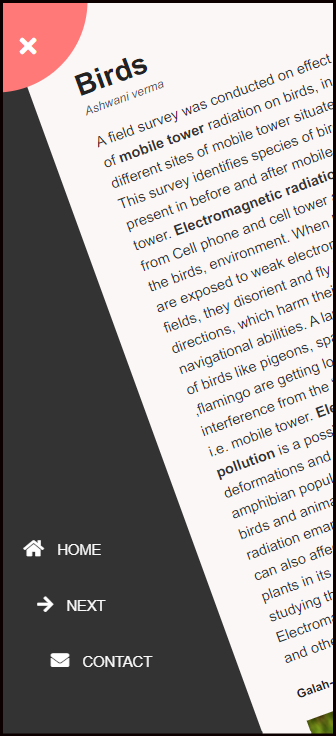 Birds
Ashwani verma
A field survey was conducted on effect
of mobile tower radiation on birds, in
different sites of mobile tower situate
This survey identifies species of bir
present in before and after mobile
tower. Electromagnetic radiatio
from Cell phone and cell tower
the birds, environment. When
are exposed to weak electron
fields, they disorient and fly
directions, which harm thei
navigational abilities. A la
of birds like pigeons, spa
,flamingo are getting lo
interference from the
i.e. mobile tower. Ele
pollution is a poss
deformations and
amphibian popul
birds and anima
radiation emar
can also affe
plants in its
studying th
Electroma
and othe
Galah-
HOME
NEXT
CONTACT